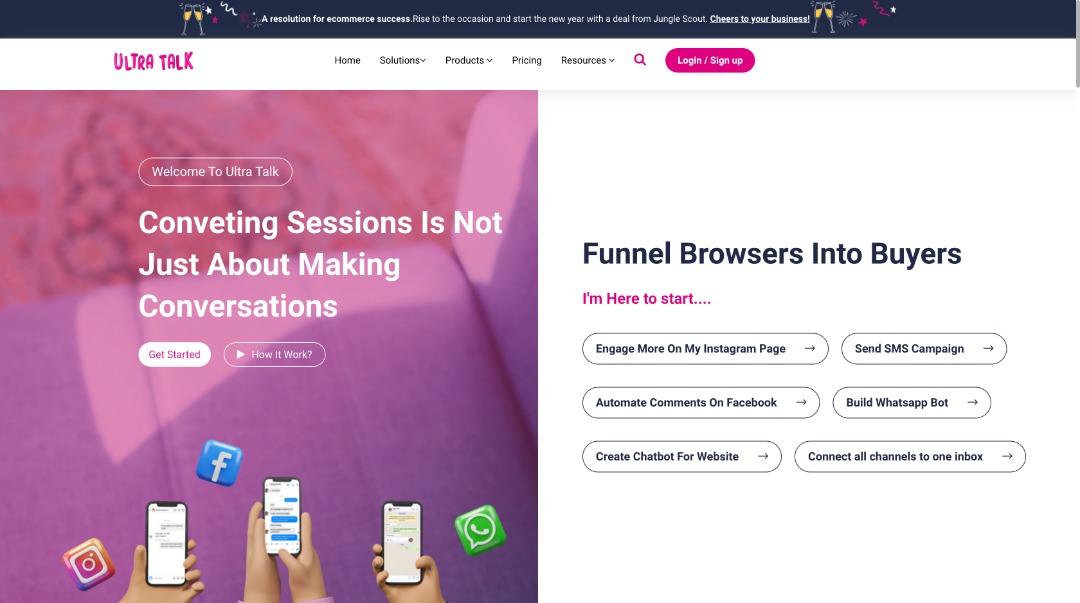 A resolution for ecommerce success.Rise to the occasion and start the new year with a deal from Jungle Scout. Cheers to your business!
ULTRA TALK
Home Solutions Products Pricing Resources Login / Sign up
Welcome To Ultra Talk
Conveting Sessions Is Not
Just About Making
Conversations
Get Started How It Work?
Funnel Browsers Into Buyers
I'm Here to start....
Engage More On My Instagram Page Send SMS Campaign
Automate Comments On Facebook Build Whatsapp Bot
Create Chatbot For Website Connect all channels to one inbox